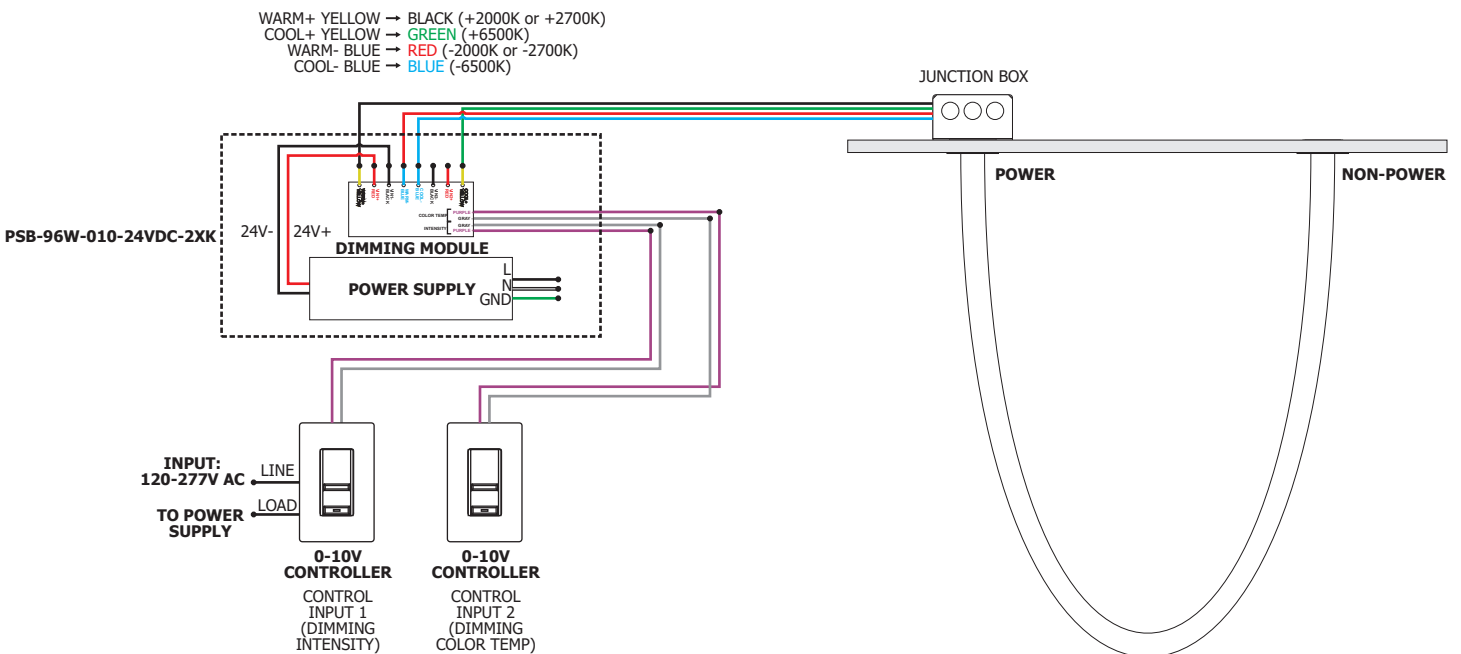 WARM+ YELLOW → BLACK (+2000K or +2700K)
COOL+ YELLOW → GREEN (+6500K)
WARM- BLUE → RED (-2000K or -2700K)
COOL- BLUE → BLUE (-6500K)
JUNCTION BOX
POWER
NON-POWER
PSB-96W-010-24VDC-2XK
24V-
24V+
COLOR TEMP
INTENSITY
PURPLE
GRAY
GRAY
PURPLE
DIMMING MODULE
POWER SUPPLY
L
N
GND
INPUT:
120-277V AC
LINE
LOAD
TO POWER
SUPPLY
0-10V
CONTROLLER
CONTROL
INPUT 1
(DIMMING
INTENSITY)
0-10V
CONTROLLER
CONTROL
INPUT 2
(DIMMING
COLOR TEMP)